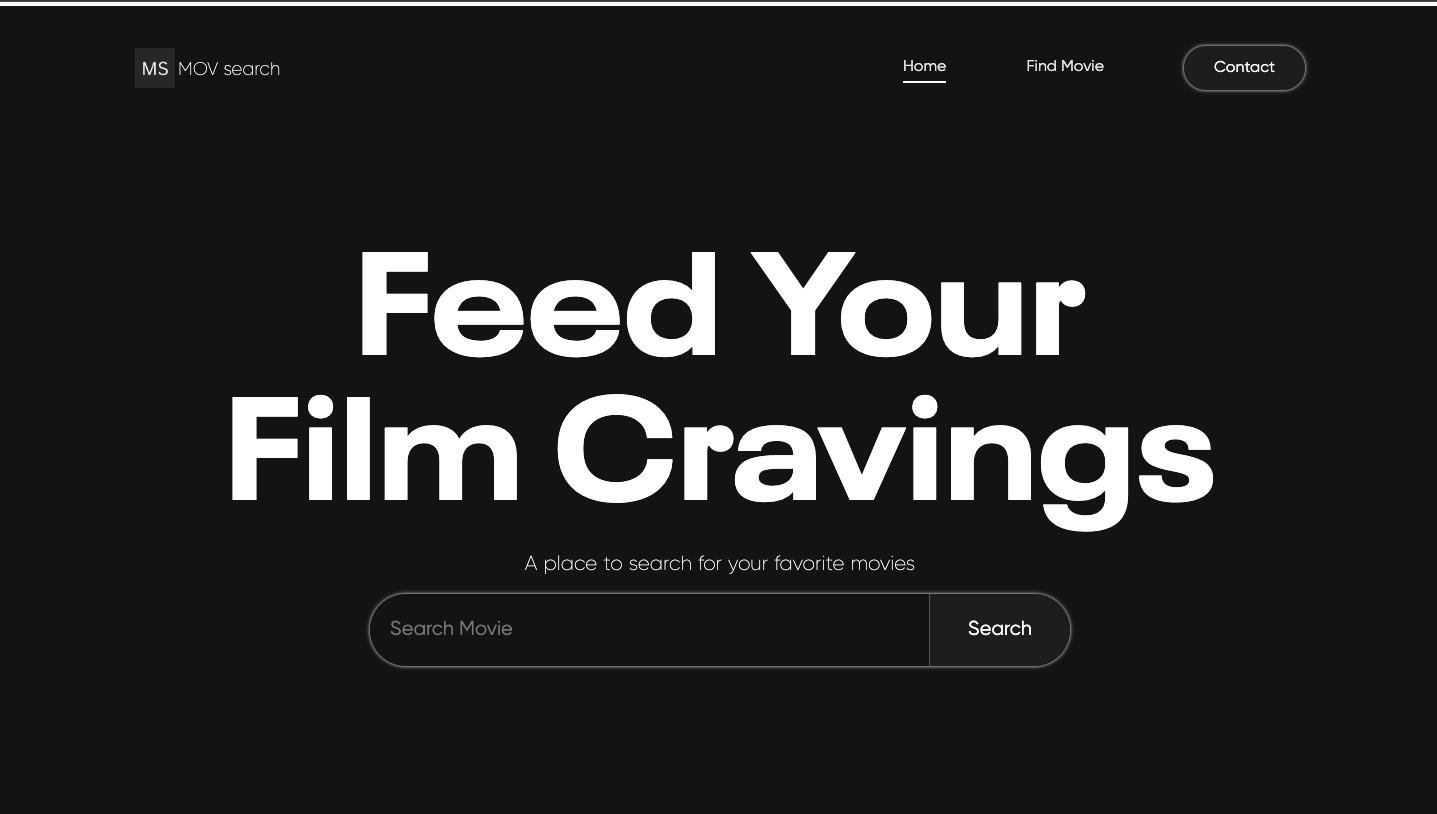 MS MOV search
Home
Find Movie
Contact
Feed Your
Film Cravings
A place to search for your favorite movies
Search Movie
Search